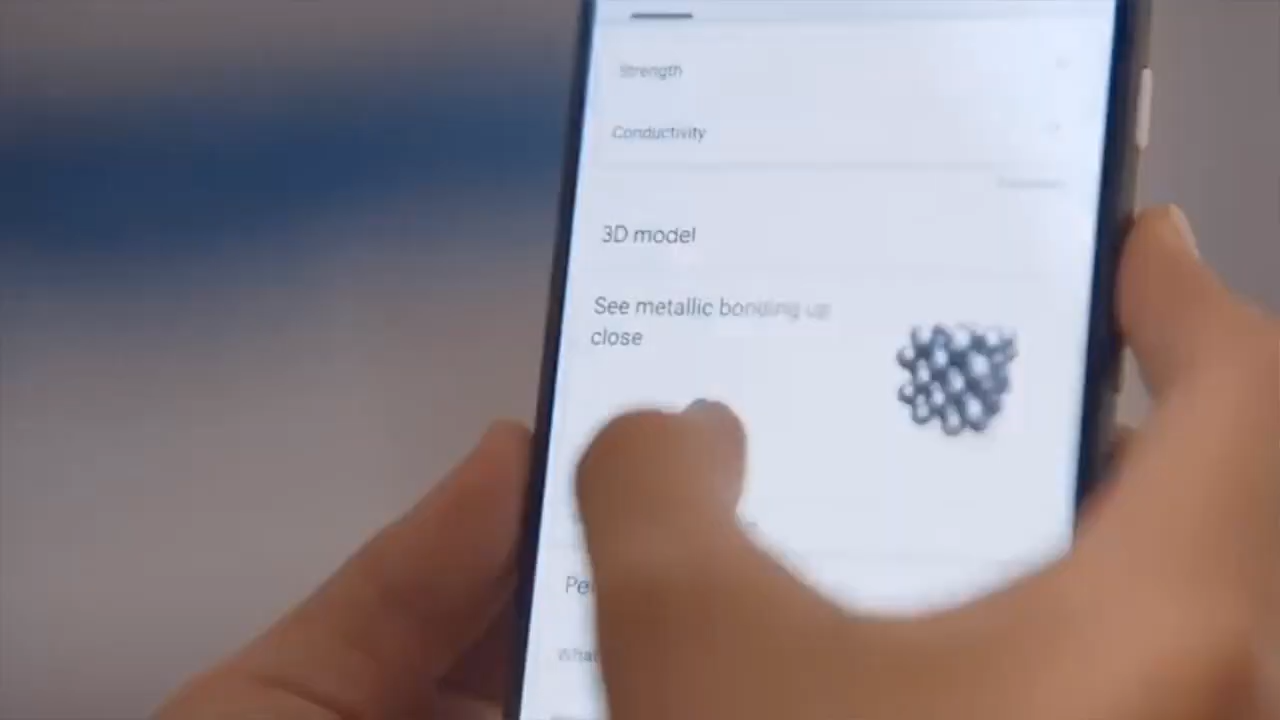 Strength
Conductivity
3D model
See metallic bonding up
close